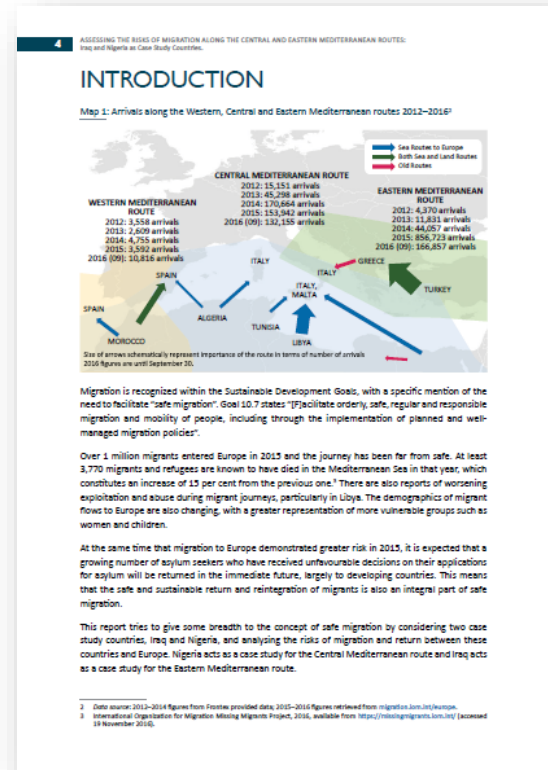 4
ASSESSING THE RISKS OF MIGRATION ALONG THE CENTRAL AND EASTERN MEDITERRANEAN ROUTES:
Iraq and Nigeria as Case Study Countries.
INTRODUCTION
Map 1: Arrivals along the Western, Central and Eastern Mediterranean routes 2012–2016²
Sea Routes to Europe
Both Sea and Land Routes
Old Routes
CENTRAL MEDITERRANEAN ROUTE
2012: 15,151 arrivals
2013: 45,298 arrivals
2014: 170,664 arrivals
2015: 153,942 arrivals
2016 (09): 132,155 arrivals
EASTERN MEDITERRANEAN
ROUTE
2012: 4,370 arrivals
2013: 11,831 arrivals
2014: 44,057 arrivals
2015: 856,723 arrivals
2016 (09): 166,857 arrivals
WESTERN MEDITERRANEAN
ROUTE
2012: 3,558 arrivals
2013: 2,609 arrivals
2014: 4,755 arrivals
2015: 3,592 arrivals
2016 (09): 10,816 arrivals
SPAIN
ITALY
ITALY
GREECE
TURKEY
ITALY,
MALTA
SPAIN
ALGERIA
TUNISIA
MOROCCO
LIBYA
Size of arrows schematically represent importance of the route in terms of number of arrivals
2016 figures are until September 30.
Migration is recognized within the Sustainable Development Goals, with a specific mention of the
need to facilitate "safe migration". Goal 10.7 states "[F]acilitate orderly, safe, regular and responsible
migration and mobility of people, including through the implementation of planned and well-
managed migration policies".
Over 1 million migrants entered Europe in 2015 and the journey has been far from safe. At least
3,770 migrants and refugees are known to have died in the Mediterranean Sea in that year, which
constitutes an increase of 15 per cent from the previous one.³ There are also reports of worsening
exploitation and abuse during migrant journeys, particularly in Libya. The demographics of migrant
flows to Europe are also changing, with a greater representation of more vulnerable groups such as
women and children.
At the same time that migration to Europe demonstrated greater risk in 2015, it is expected that a
growing number of asylum seekers who have received unfavourable decisions on their applications
for asylum will be returned in the immediate future, largely to developing countries. This means
that the safe and sustainable return and reintegration of migrants is also an integral part of safe
migration.
This report tries to give some breadth to the concept of safe migration by considering two case
study countries, Iraq and Nigeria, and analysing the risks of migration and return between these
countries and Europe. Nigeria acts as a case study for the Central Mediterranean route and Iraq acts
as a case study for the Eastern Mediterranean route.
2 Data source: 2012–2014 figures from Frontex provided data; 2015–2016 figures retrieved from migration.iom.int/europe.
3 International Organization for Migration Missing Migrants Project, 2016, available from https://missingmigrants.iom.int/ (accessed
19 November 2016).